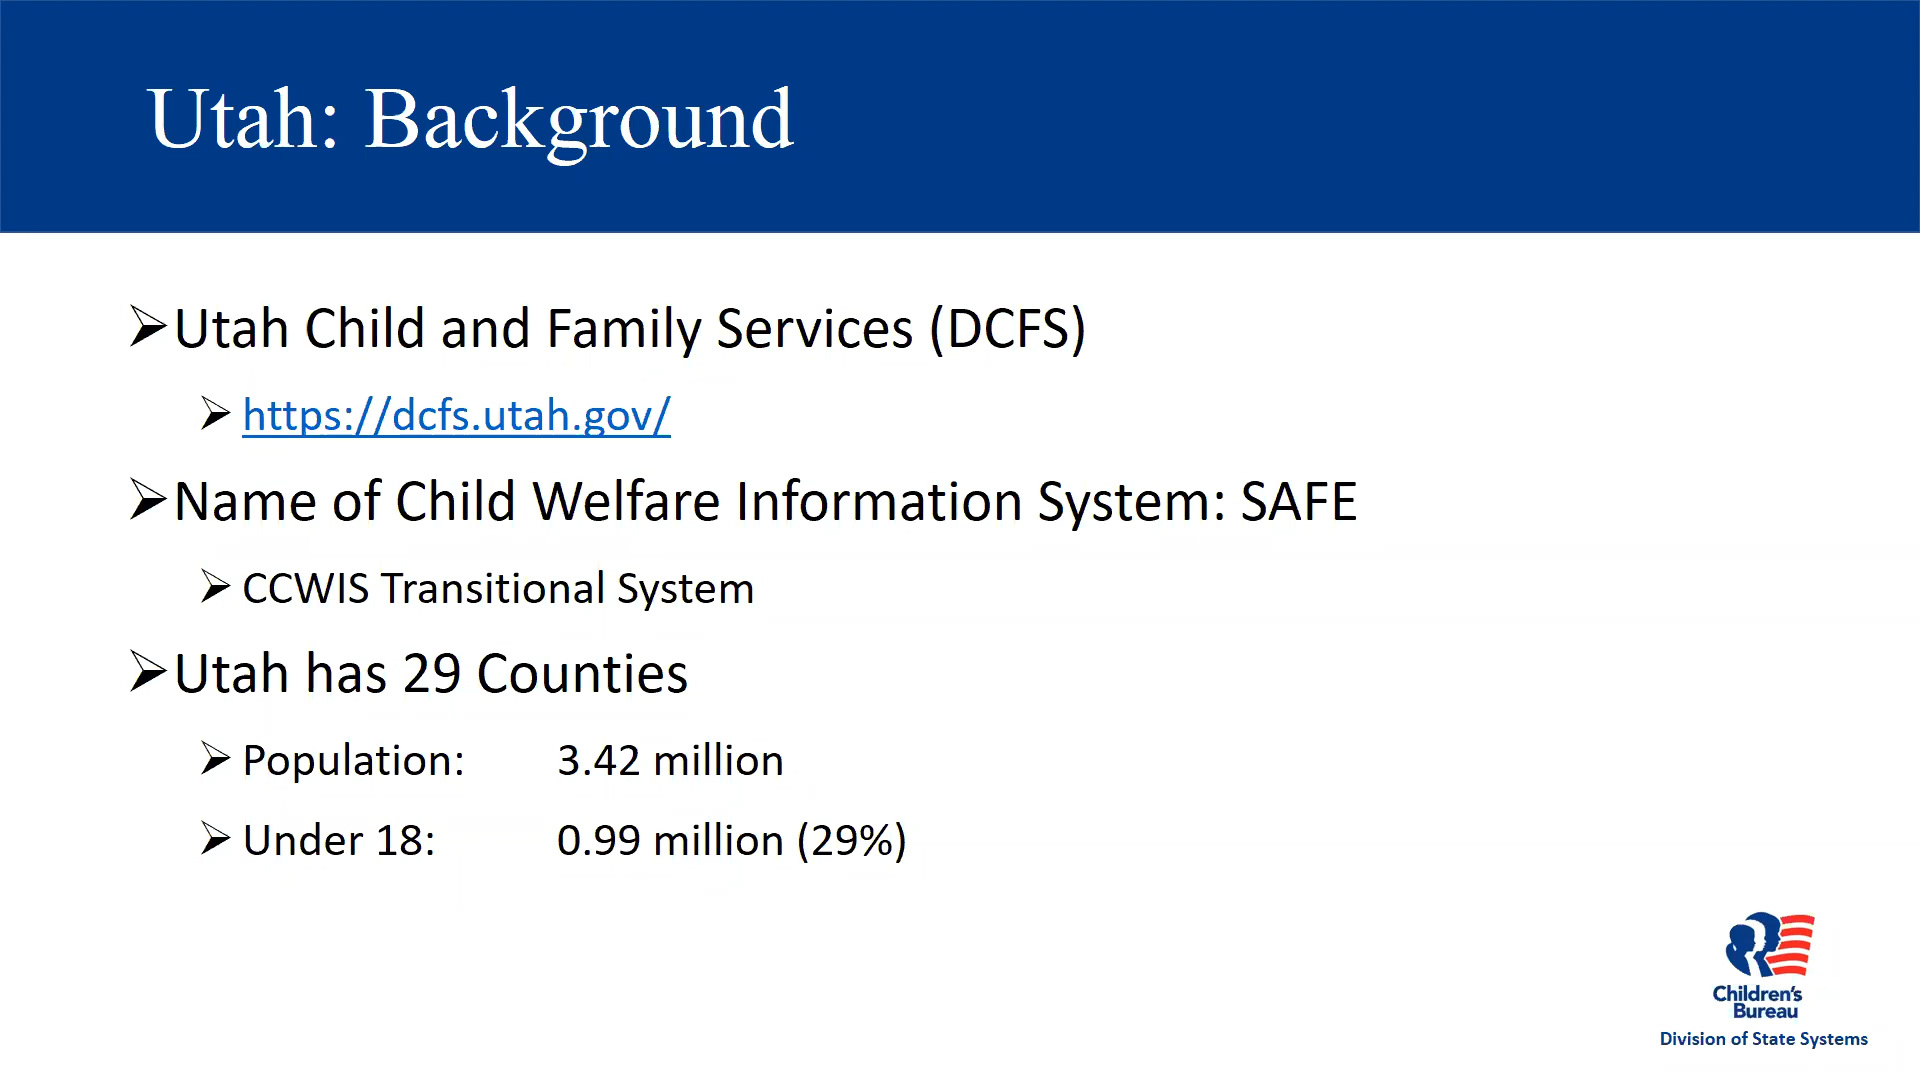 Utah: Background
Utah Child and Family Services (DCFS)
https://dcfs.utah.gov/
Name of Child Welfare Information System: SAFE
CCWIS Transitional System
Utah has 29 Counties
Population: 3.42 million
Under 18: 0.99 million (29%)
Children's
Bureau
Division of State Systems